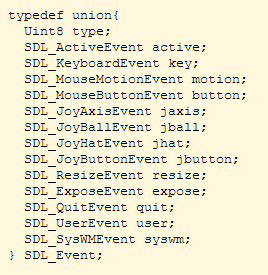 typedef union{
  Uint8 type;
  SDL_ActiveEvent active;
  SDL_KeyboardEvent key;
  SDL_MouseMotionEvent motion;
  SDL_MouseButtonEvent button;
  SDL_JoyAxisEvent jaxis;
  SDL_JoyBallEvent jball;
  SDL_JoyHatEvent jhat;
  SDL_JoyButtonEvent jbutton;
  SDL_ResizeEvent resize;
  SDL_ExposeEvent expose;
  SDL_QuitEvent quit;
  SDL_UserEvent user;
  SDL_SysWMEvent syswm;
} SDL_Event;